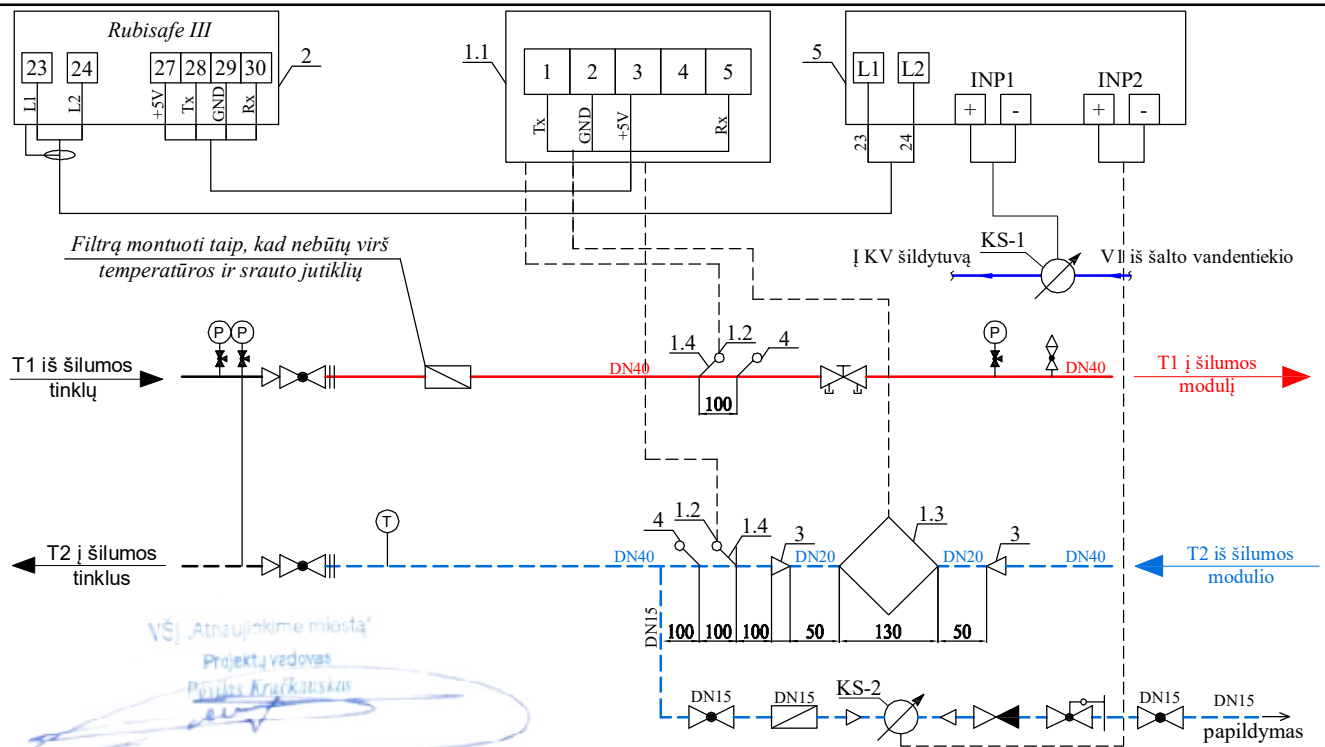 Rubisafe III
23 24 27 28 29 30
2
L1 L2 +5V Tx GND Rx
1.1
1 2 3 4 5
Tx GND +5V Rx
5
L1 L2 INP1 INP2
+ - + -
23 24
Filtrą montuoti taip, kad nebūtų virš
temperatūros ir srauto jutiklių
KS-1
Į KV šildytuvą
V1 iš šalto vandentiekio
P P
1.4 1.2 4
P
T1 iš šilumos
tinklų
DN40
DN40
T1 į šilumos
modulį
100
T
4 1.2 1.4 3
1.3
3
T2 į šilumos
tinklus
DN40
DN20
DN20
DN40
T2 iš šilumos
modulio
DN15
100 100 100 50 130 50
VŠĮ „Atnaujinkime miestą"
Projektų vadovas
Povilas Kručkauskas
DN15
DN15
KS-2
DN15
DN15
papildymas